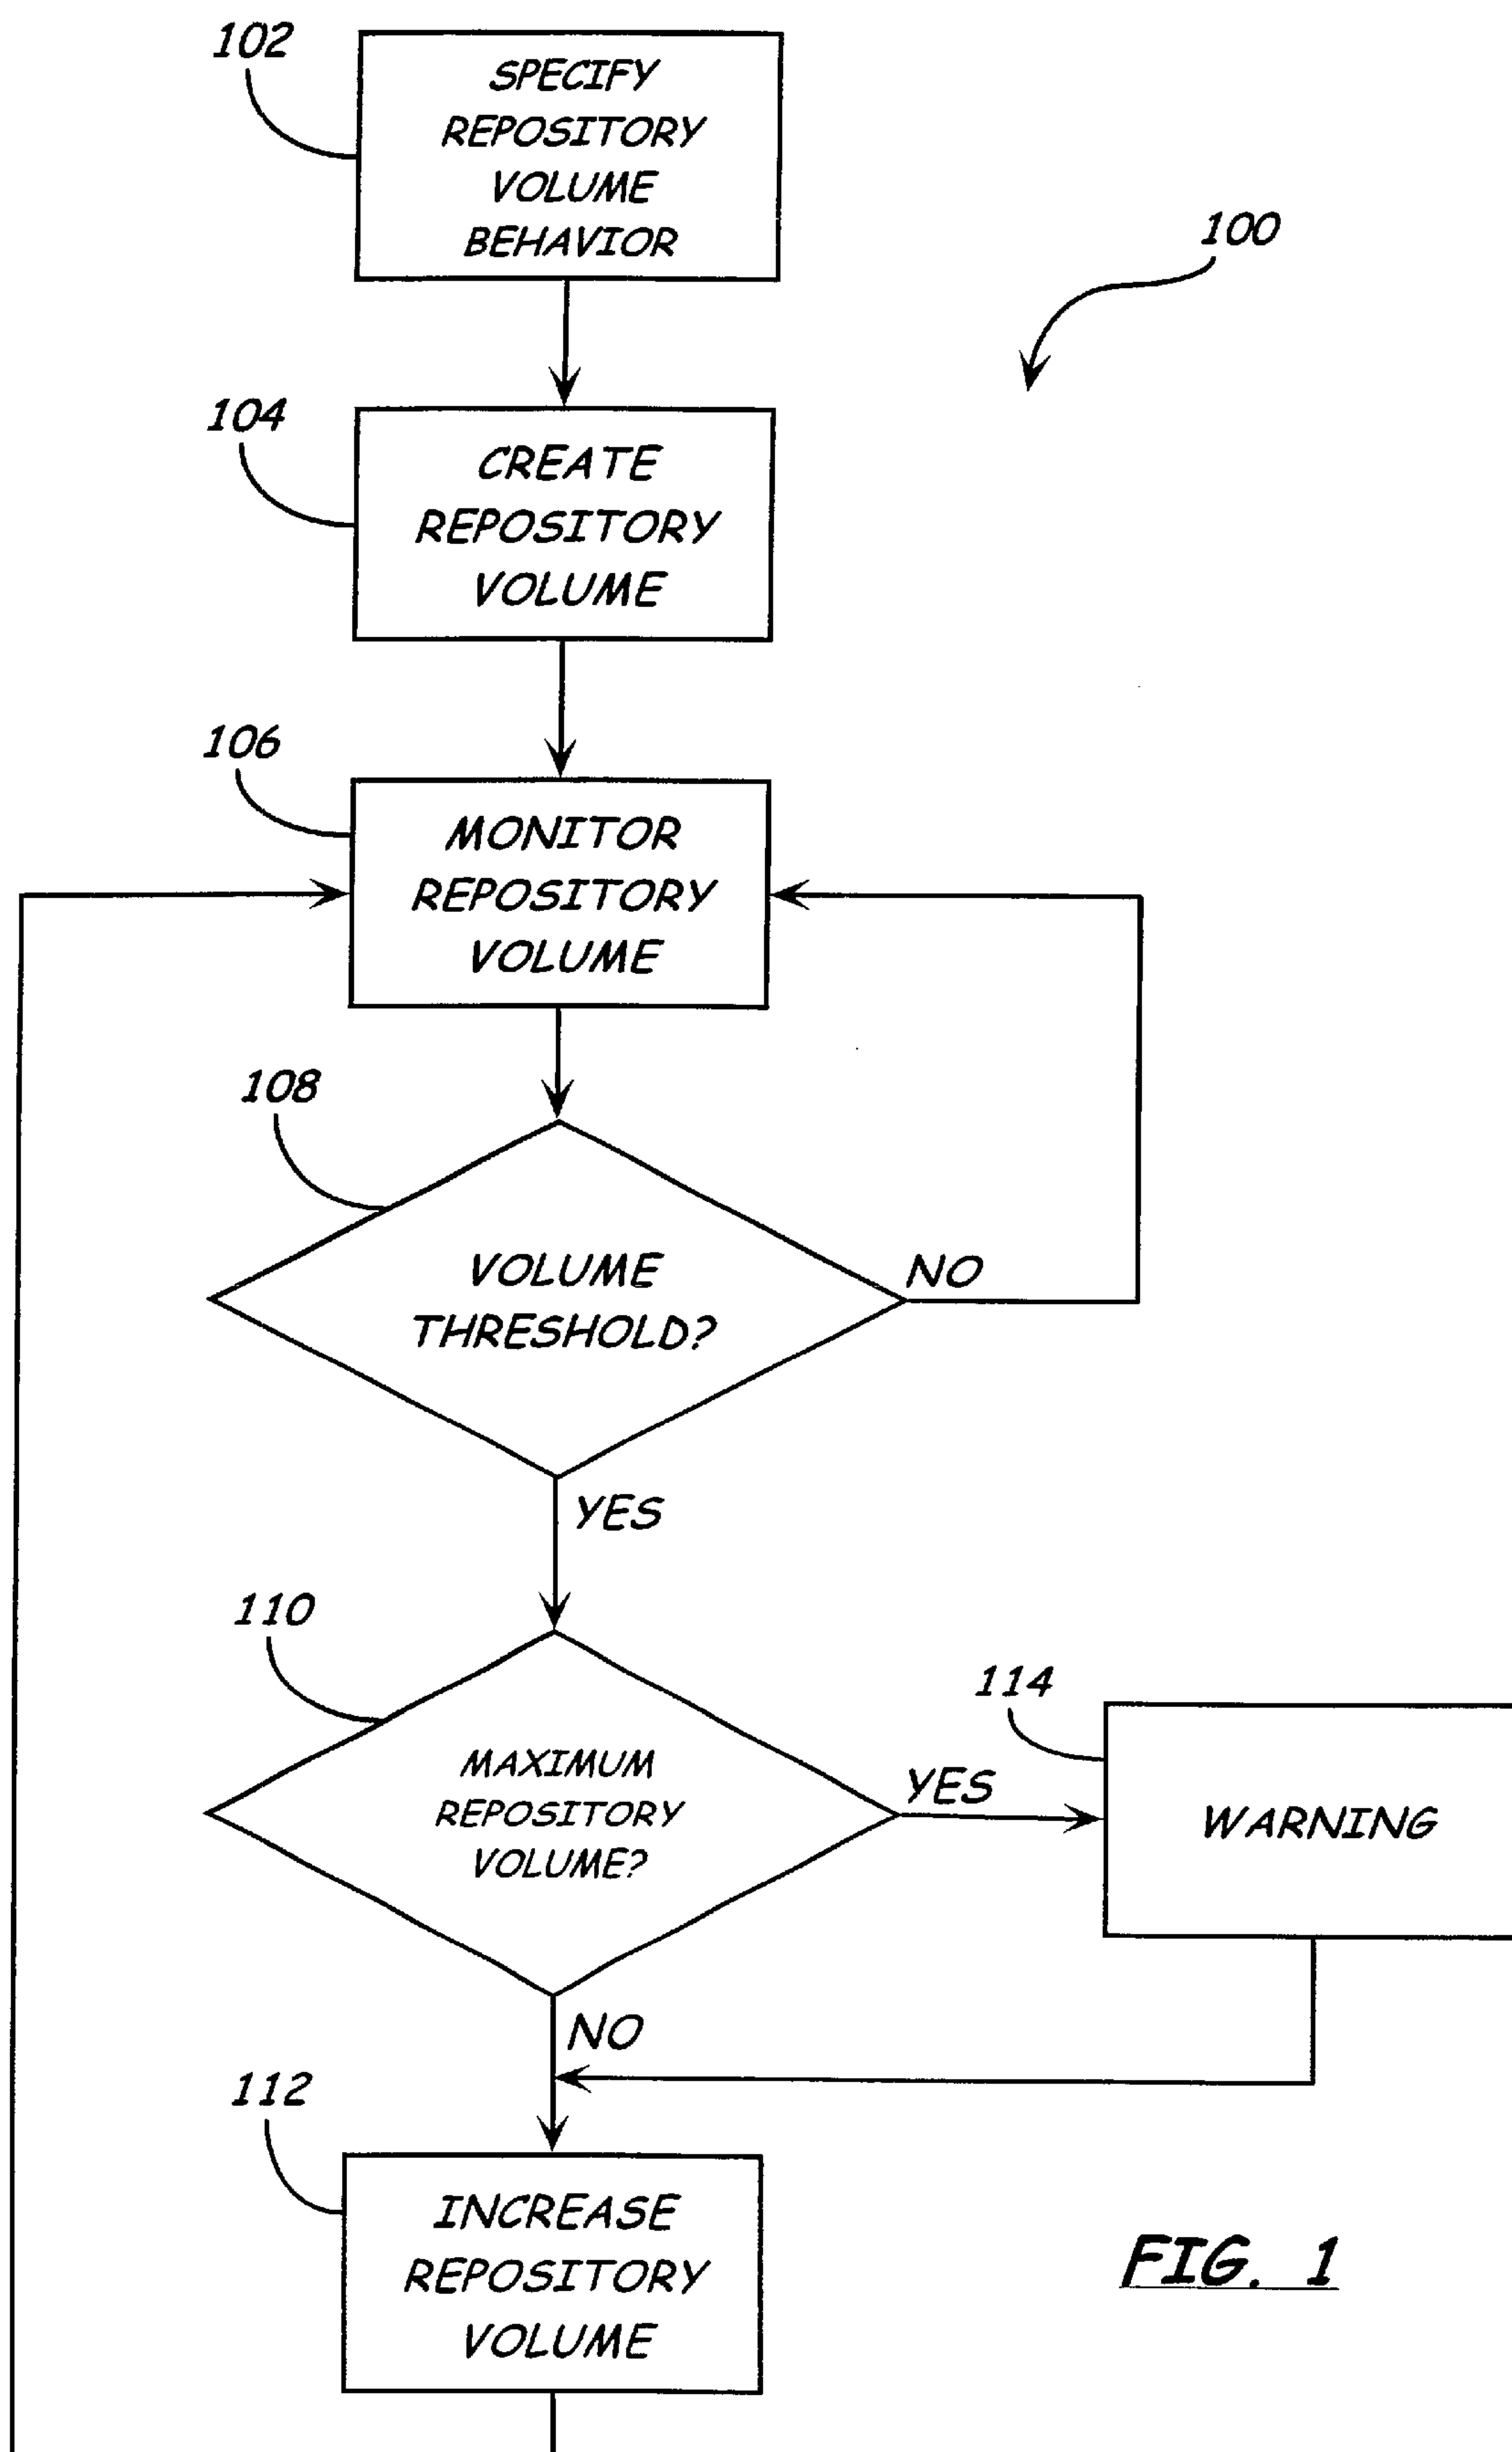 102
SPECIFY
REPOSITORY
VOLUME
BEHAVIOR
100
104
CREATE
REPOSITORY
VOLUME
106
MONITOR
REPOSITORY
VOLUME
108
VOLUME
THRESHOLD?
NO
YES
110
MAXIMUM
REPOSITORY
VOLUME?
YES
114
WARNING
NO
112
INCREASE
REPOSITORY
VOLUME
FIG. 1